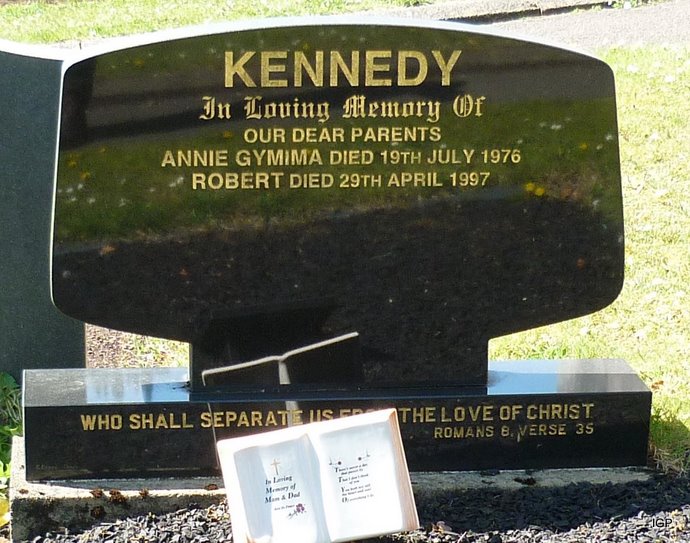 KENNEDY
In Loving Memory Of
OUR DEAR PARENTS
ANNIE GYMIMA DIED 19TH JULY 1976
ROBERT DIED 29TH APRIL 1997
WHO SHALL SEPARATE US FROM THE LOVE OF CHRIST
ROMANS 8. VERSE 35
In Loving
Memory of
Mum & Dad
IGP